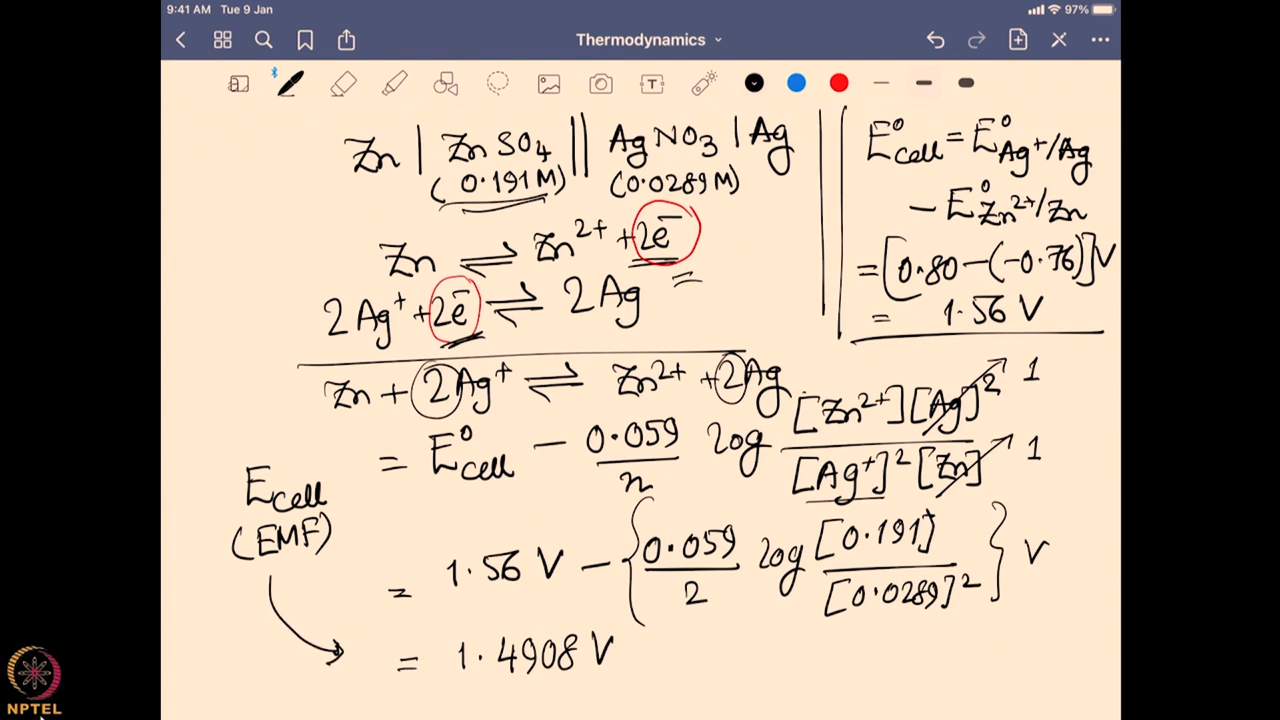 9:41 AM Tue 9 Jan 97%
Thermodynamics
Zn | ZnSO4 || AgNO3 | Ag
(0.191M) (0.0289M)
Zn ⇌ Zn²⁺ + 2e⁻
2Ag⁺ + 2e⁻ ⇌ 2Ag
Zn + 2Ag⁺ ⇌ Zn²⁺ + 2Ag
E°cell = E°Ag⁺/Ag
− E°Zn²⁺/Zn
= [0.80 − (−0.76)] V
= 1.56 V
Ecell (EMF) = E°cell − 0.059/n log [Zn²⁺][Ag]²/[Ag⁺]²[Zn] 1 1
= 1.56 V − {0.059/2 log [0.191]/[0.0289]²} V
= 1.4908 V
NPTEL